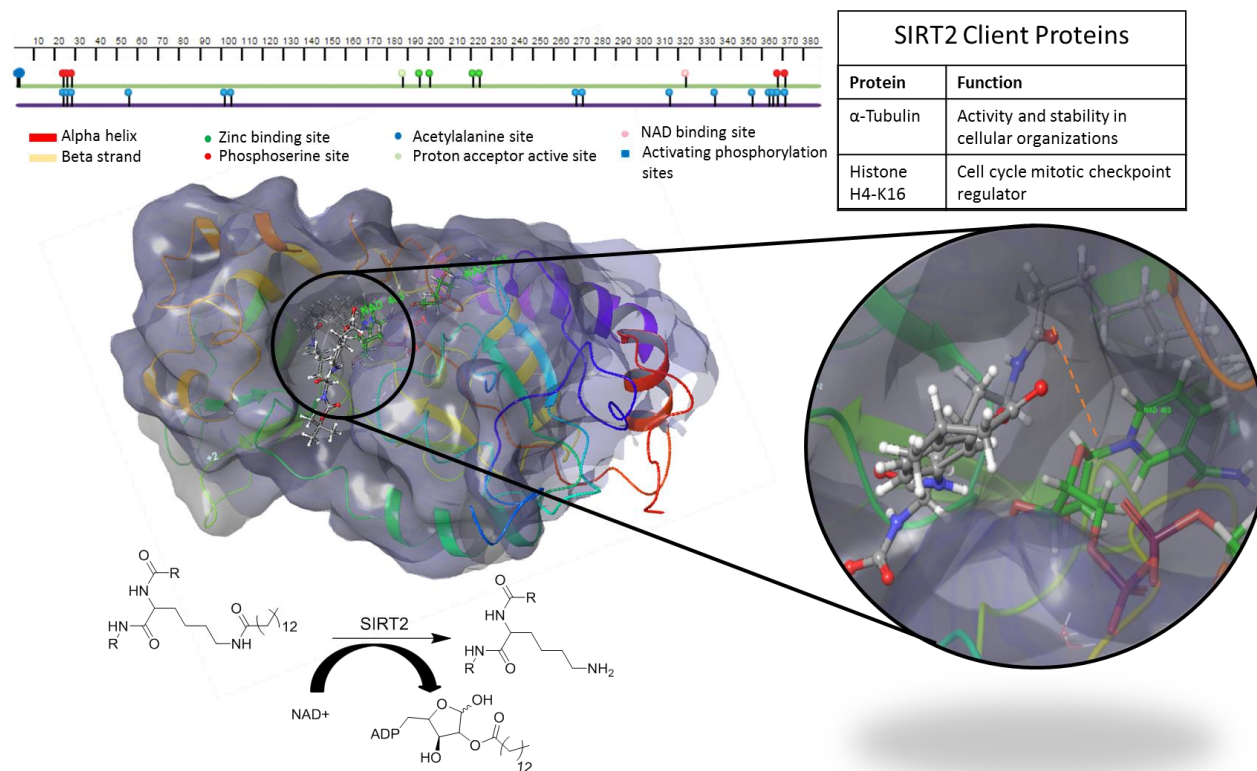 10 20 30 40 50 60 70 80 90 100 110 120 130 140 150 160 170 180 190 200 210 220 230 240 250 260 270 280 290 300 310 320 330 340 350 360 370 380
SIRT2 Client Proteins
Protein Function
α-Tubulin Activity and stability in
cellular organizations
Histone Cell cycle mitotic checkpoint
H4-K16 regulator
Alpha helix
Beta strand
Zinc binding site
Phosphoserine site
Acetylalanine site
Proton acceptor active site
NAD binding site
Activating phosphorylation
sites
+2
NAD 403
O
R
HN
HN
R
O
O
NH
12
SIRT2
NAD+
O
R
HN
HN
R
O
NH2
OH
O
ADP
HO
O
O
12